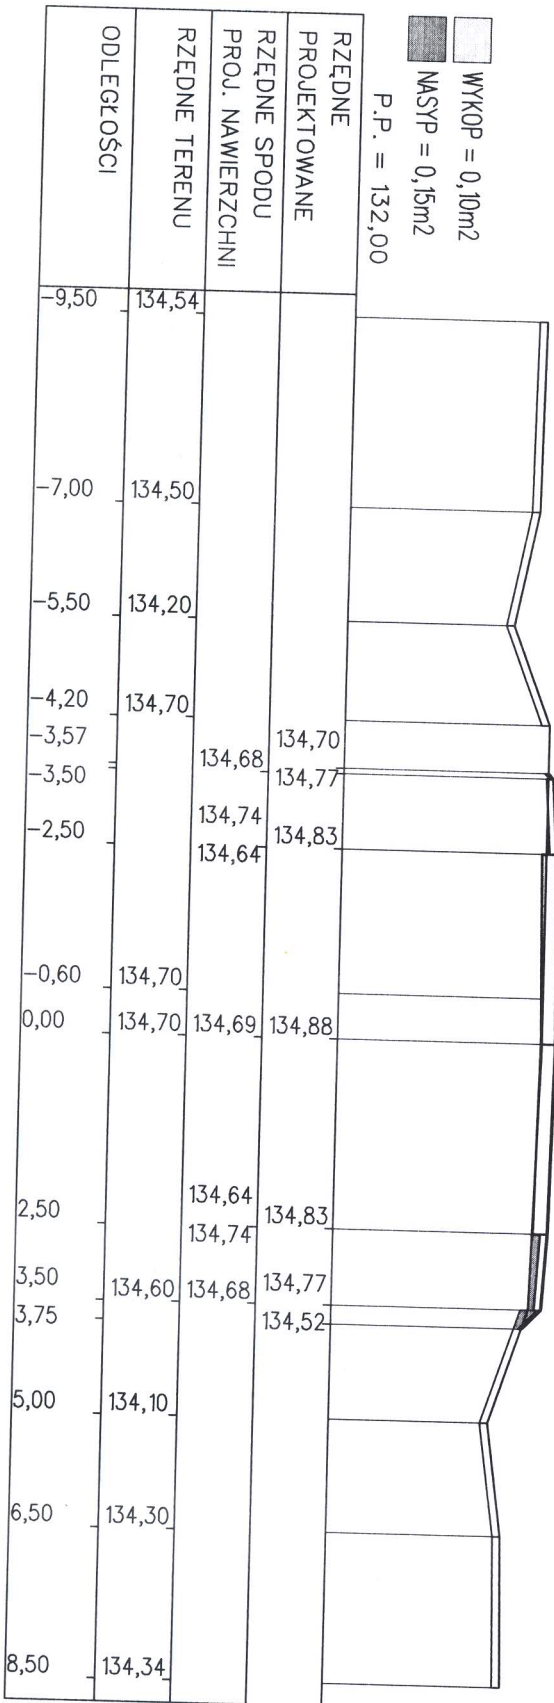 WYKOP = 0,10m2
NASYP = 0,15m2
P.P. = 132,00
RZĘDNE
PROJEKTOWANE
134,70 134,77 134,83 134,88 134,83 134,77 134,52
RZĘDNE SPODU
PROJ. NAWIERZCHNI
134,68 134,74 134,64 134,69 134,64 134,74 134,68
RZĘDNE TERENU
134,54 134,50 134,20 134,70 134,70 134,70 134,60 134,10 134,30 134,34
ODLEGŁOŚCI
-9,50 -7,00 -5,50 -4,20 -3,57 -3,50 -2,50 -0,60 0,00 2,50 3,50 3,75 5,00 6,50 8,50